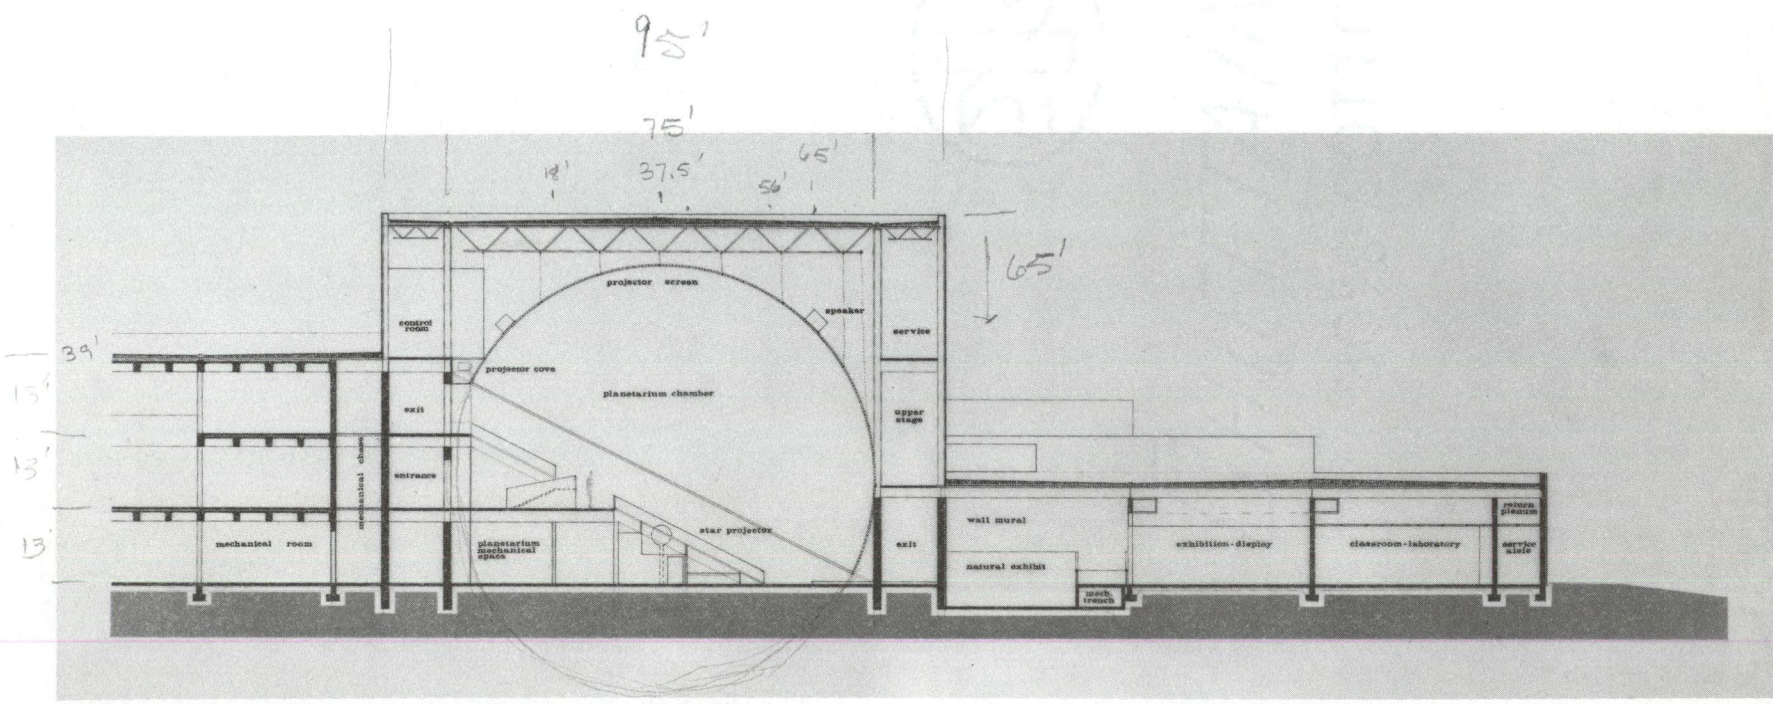 95'
75'
18'
37.5'
56'
65'
65'
39'
13'
13'
13'
projector screen
speaker
control
room
service
projector cove
planetarium chamber
exit
upper
stage
mechanical chase
entrance
star projector
wall mural
return
plenum
mechanical room
planetarium
mechanical
space
exit
exhibition-display
classroom-laboratory
service
aisle
natural exhibit
mech.
trench